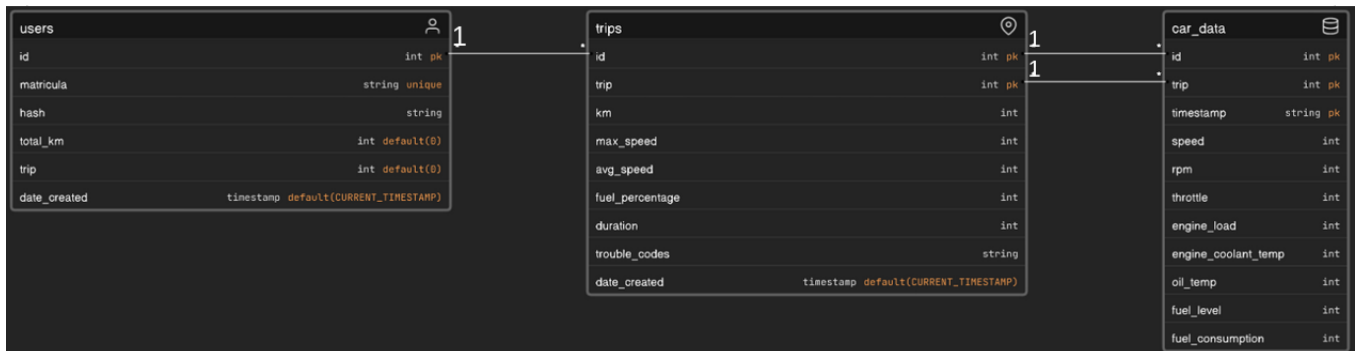 users
id int pk
matricula string unique
hash string
total_km int default(0)
trip int default(0)
date_created timestamp default(CURRENT_TIMESTAMP)
1
trips
id int pk
trip int pk
km int
max_speed int
avg_speed int
fuel_percentage int
duration int
trouble_codes string
date_created timestamp default(CURRENT_TIMESTAMP)
1
1
car_data
id int pk
trip int pk
timestamp string pk
speed int
rpm int
throttle int
engine_load int
engine_coolant_temp int
oil_temp int
fuel_level int
fuel_consumption int